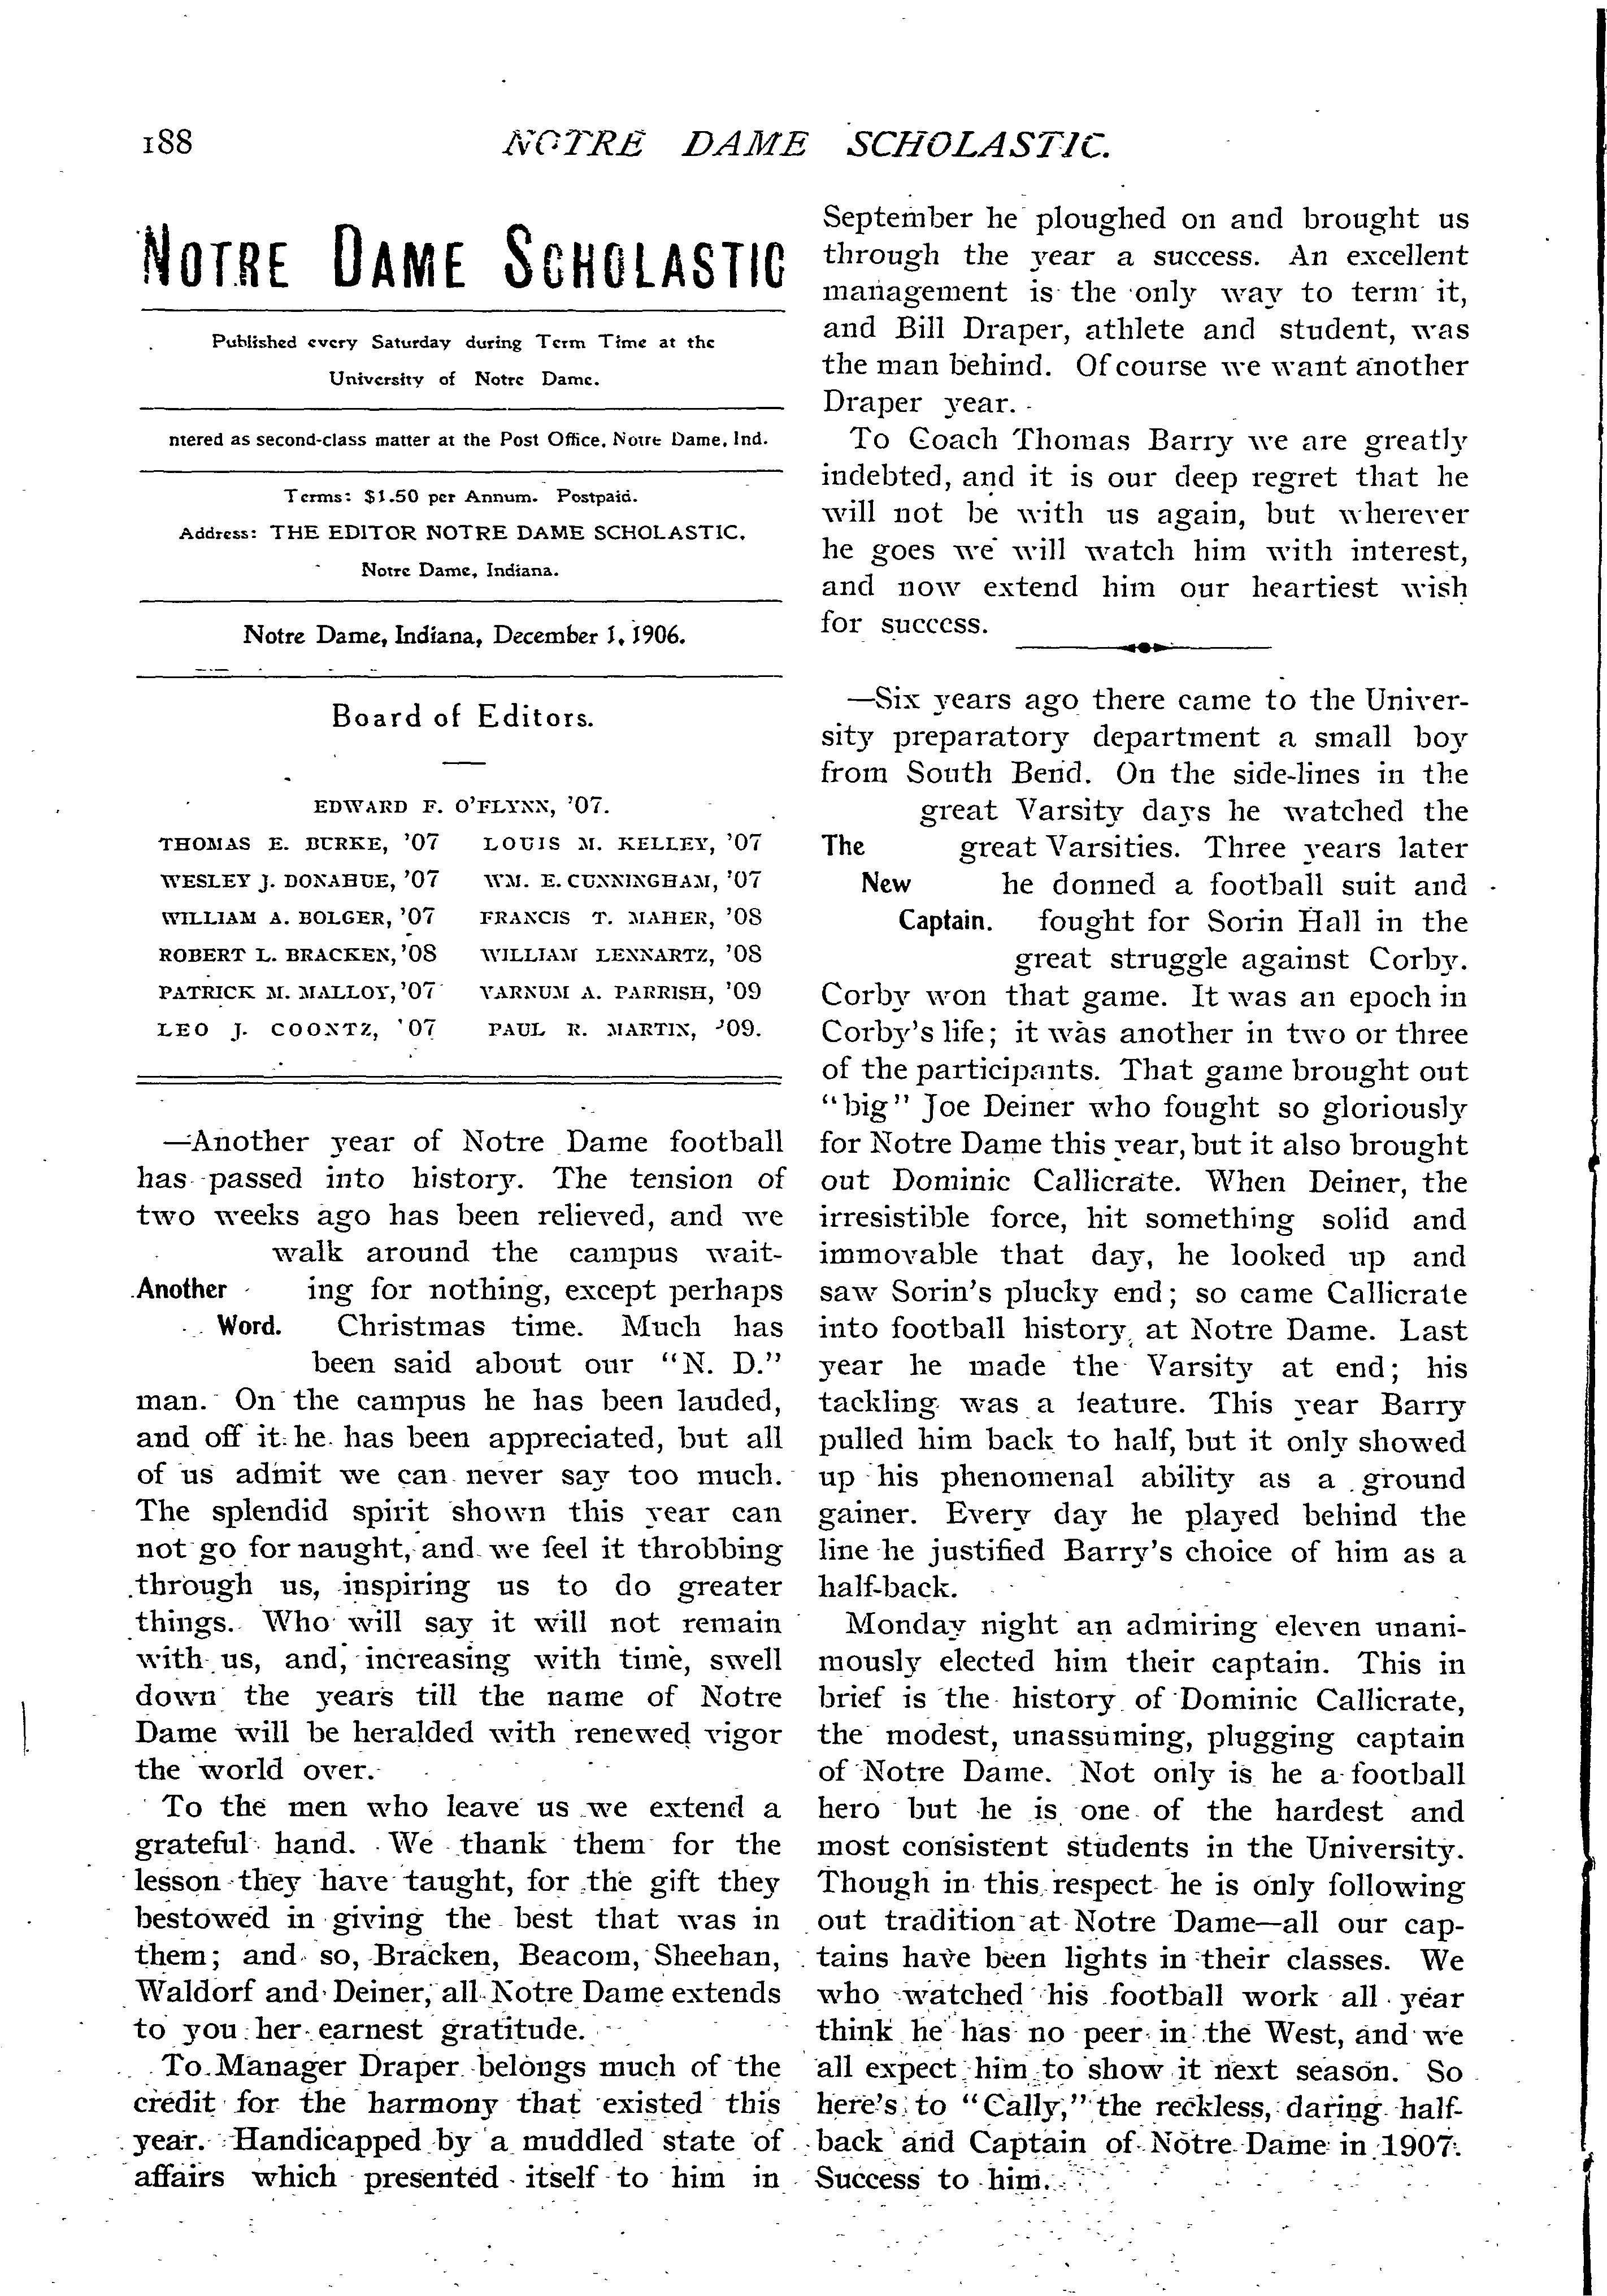 188 NOTRE DAME SCHOLASTIC.
NOTRE DAME SCHOLASTIC
Published every Saturday during Term Time at the
University of Notre Dame.
ntered as second-class matter at the Post Office, Notre Dame, Ind.
Terms: $1.50 per Annum. Postpaid.
Address: THE EDITOR NOTRE DAME SCHOLASTIC,
Notre Dame, Indiana.
Notre Dame, Indiana, December 1, 1906.
Board of Editors.
EDWARD F. O'FLYNN, '07.
THOMAS E. BURKE, '07 LOUIS M. KELLEY, '07
WESLEY J. DONAHUE, '07 WM. E. CUNNINGHAM, '07
WILLIAM A. BOLGER, '07 FRANCIS T. MAHER, '08
ROBERT L. BRACKEN, '08 WILLIAM LENNARTZ, '08
PATRICK M. MALLOY, '07 VARNUM A. PARRISH, '09
LEO J. COONTZ, '07 PAUL R. MARTIN, '09.
—Another year of Notre Dame football
has passed into history. The tension of
two weeks ago has been relieved, and we
walk around the campus wait-
Another ing for nothing, except perhaps
Word. Christmas time. Much has
been said about our "N. D."
man. On the campus he has been lauded,
and off it he has been appreciated, but all
of us admit we can never say too much.
The splendid spirit shown this year can
not go for naught, and we feel it throbbing
through us, inspiring us to do greater
things. Who will say it will not remain
with us, and, increasing with time, swell
down the years till the name of Notre
Dame will be heralded with renewed vigor
the world over.
To the men who leave us we extend a
grateful hand. We thank them for the
lesson they have taught, for the gift they
bestowed in giving the best that was in
them; and so, Bracken, Beacom, Sheehan,
Waldorf and Deiner, all Notre Dame extends
to you her earnest gratitude.
To Manager Draper belongs much of the
credit for the harmony that existed this
year. Handicapped by a muddled state of
affairs which presented itself to him in
September he ploughed on and brought us
through the year a success. An excellent
management is the only way to term it,
and Bill Draper, athlete and student, was
the man behind. Of course we want another
Draper year.
To Coach Thomas Barry we are greatly
indebted, and it is our deep regret that he
will not be with us again, but wherever
he goes we will watch him with interest,
and now extend him our heartiest wish
for success.
—Six years ago there came to the Univer-
sity preparatory department a small boy
from South Bend. On the side-lines in the
great Varsity days he watched the
The great Varsities. Three years later
New he donned a football suit and
Captain. fought for Sorin Hall in the
great struggle against Corby.
Corby won that game. It was an epoch in
Corby's life; it was another in two or three
of the participants. That game brought out
"big" Joe Deiner who fought so gloriously
for Notre Dame this year, but it also brought
out Dominic Callicrate. When Deiner, the
irresistible force, hit something solid and
immovable that day, he looked up and
saw Sorin's plucky end; so came Callicrate
into football history at Notre Dame. Last
year he made the Varsity at end; his
tackling was a feature. This year Barry
pulled him back to half, but it only showed
up his phenomenal ability as a ground
gainer. Every day he played behind the
line he justified Barry's choice of him as a
half-back.
Monday night an admiring eleven unani-
mously elected him their captain. This in
brief is the history of Dominic Callicrate,
the modest, unassuming, plugging captain
of Notre Dame. Not only is he a football
hero but he is one of the hardest and
most consistent students in the University.
Though in this respect he is only following
out tradition at Notre Dame—all our cap-
tains have been lights in their classes. We
who watched his football work all year
think he has no peer in the West, and we
all expect him to show it next season. So
here's to "Cally," the reckless, daring half-
back and Captain of Notre Dame in 1907.
Success to him.